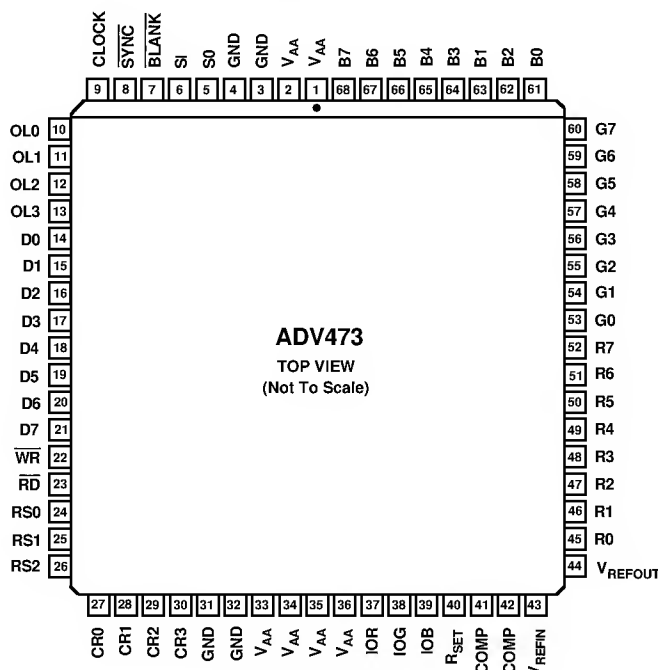 CLOCK
SYNC
BLANK
SI
S0
GND
GND
VAA
VAA
B7
B6
B5
B4
B3
B1
B2
B0
9 8 7 6 5 4 3 2 1 68 67 66 65 64 63 62 61
OL0 10
OL1 11
OL2 12
OL3 13
D0 14
D1 15
D2 16
D3 17
D4 18
D5 19
D6 20
D7 21
WR 22
RD 23
RS0 24
RS1 25
RS2 26
ADV473
TOP VIEW
(Not To Scale)
60 G7
59 G6
58 G5
57 G4
56 G3
55 G2
54 G1
53 G0
52 R7
51 R6
50 R5
49 R4
48 R3
47 R2
46 R1
45 R0
44 VREFOUT
27 28 29 30 31 32 33 34 35 36 37 38 39 40 41 42 43
CR0
CR1
CR2
CR3
GND
GND
VAA
VAA
VAA
VAA
IOR
IOG
IOB
RSET
COMP
COMP
VREFIN